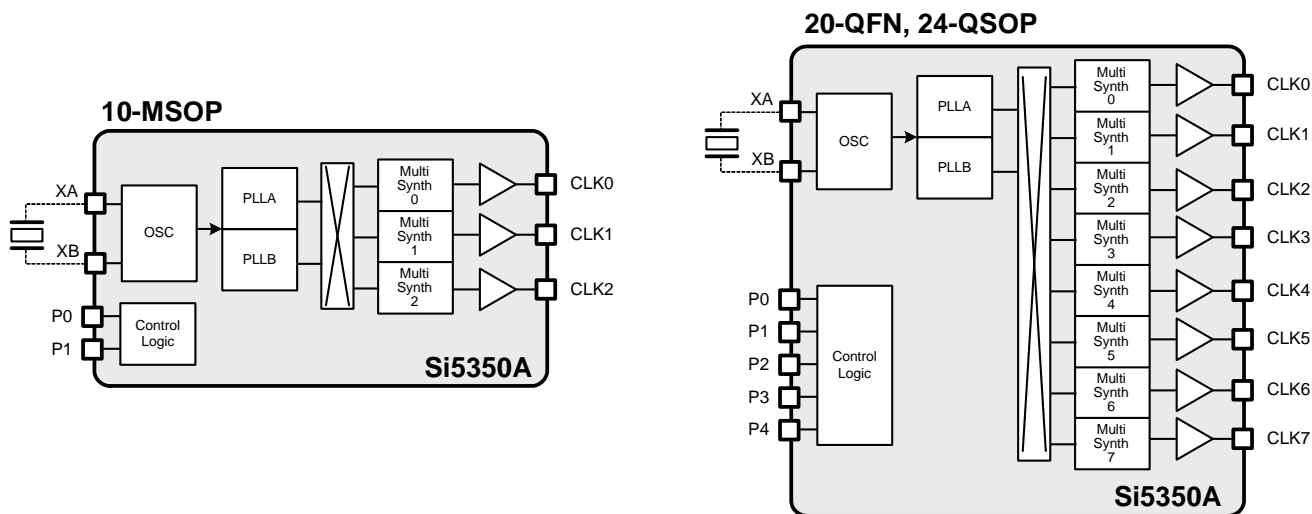 10-MSOP
XA
XB
OSC
PLLA
PLLB
Multi
Synth
0
Multi
Synth
1
Multi
Synth
2
CLK0
CLK1
CLK2
P0
P1
Control
Logic
Si5350A
20-QFN, 24-QSOP
XA
XB
OSC
PLLA
PLLB
Multi
Synth
0
Multi
Synth
1
Multi
Synth
2
Multi
Synth
3
Multi
Synth
4
Multi
Synth
5
Multi
Synth
6
Multi
Synth
7
CLK0
CLK1
CLK2
CLK3
CLK4
CLK5
CLK6
CLK7
P0
P1
P2
P3
P4
Control
Logic
Si5350A